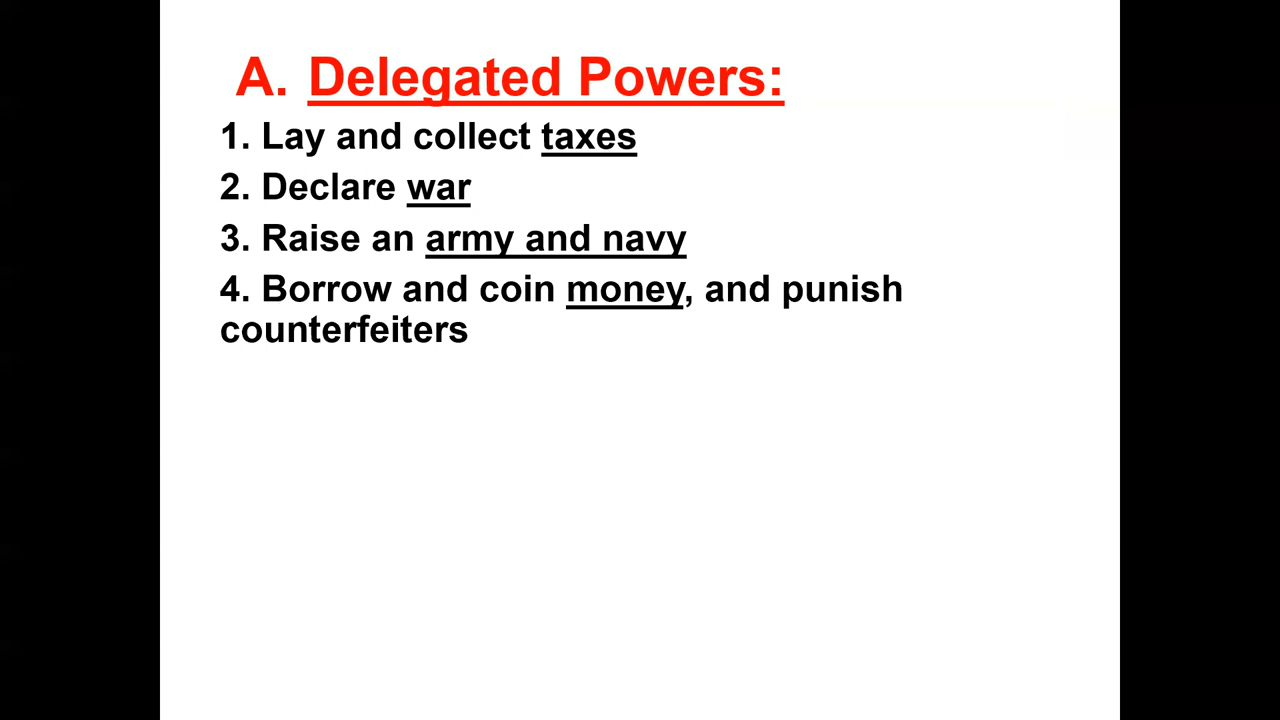 A. Delegated Powers:
1. Lay and collect taxes
2. Declare war
3. Raise an army and navy
4. Borrow and coin money, and punish
counterfeiters